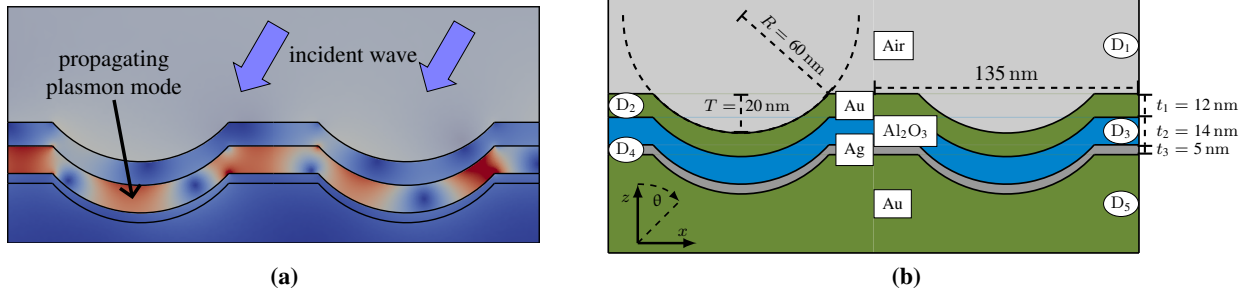 incident wave
propagating
plasmon mode
(a)
R = 60 nm
Air
D1
135 nm
T = 20 nm
D2
Au
t1 = 12 nm
Al2O3
D3
t2 = 14 nm
D4
Ag
t3 = 5 nm
z
θ
x
Au
D5
(b)